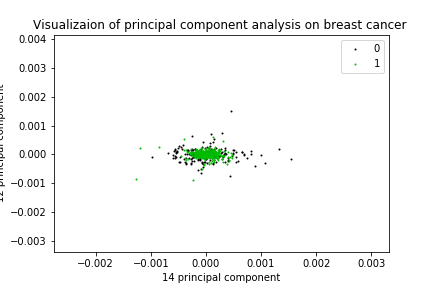 Visualizaion of principal component analysis on breast cancer
0
1
0.004
0.003
0.002
0.001
0.000
−0.001
−0.002
−0.003
principal component
−0.002 −0.001 0.000 0.001 0.002 0.003
14 principal component